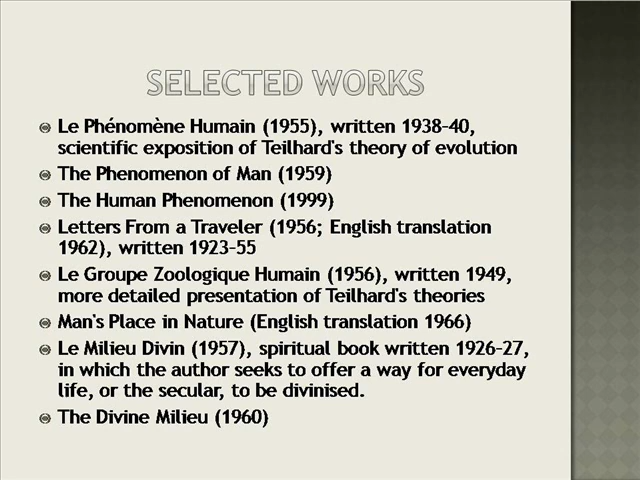 SELECTED WORKS
Le Phénomène Humain (1955), written 1938–40,
scientific exposition of Teilhard's theory of evolution
The Phenomenon of Man (1959)
The Human Phenomenon (1999)
Letters From a Traveler (1956; English translation
1962), written 1923–55
Le Groupe Zoologique Humain (1956), written 1949,
more detailed presentation of Teilhard's theories
Man's Place in Nature (English translation 1966)
Le Milieu Divin (1957), spiritual book written 1926–27,
in which the author seeks to offer a way for everyday
life, or the secular, to be divinised.
The Divine Milieu (1960)